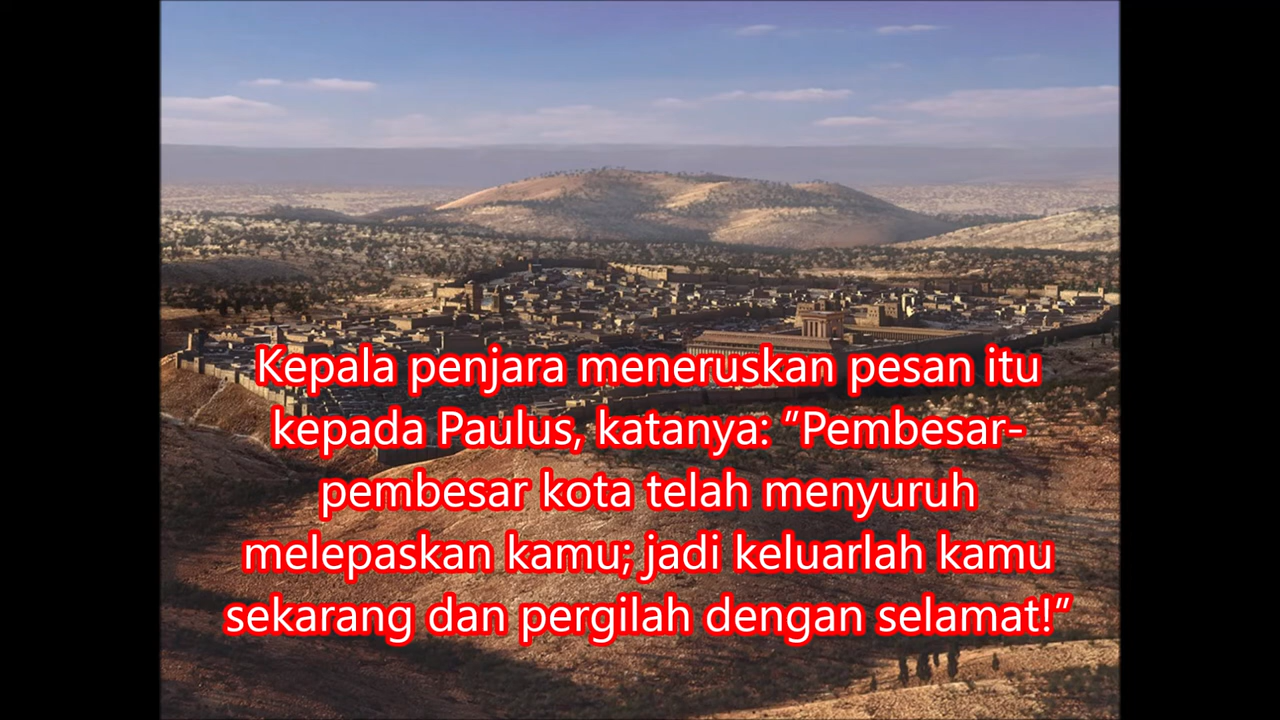 Kepala penjara meneruskan pesan itu
kepada Paulus, katanya: ”Pembesar-
pembesar kota telah menyuruh
melepaskan kamu; jadi keluarlah kamu
sekarang dan pergilah dengan selamat!”